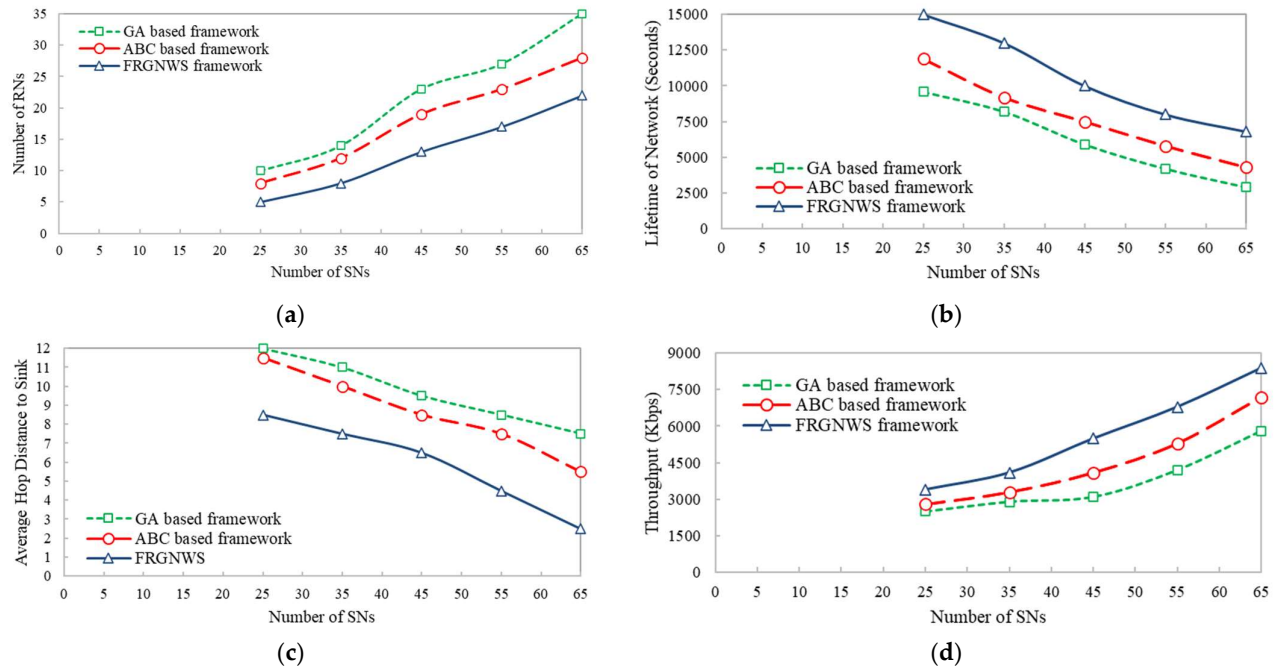 35
30
25
20
15
10
5
0
Number of RNs
GA based framework
ABC based framework
FRGNWS framework
0 5 10 15 20 25 30 35 40 45 50 55 60 65
Number of SNs
(a)
15000
12500
10000
7500
5000
2500
0
Lifetime of Network (Seconds)
GA based framework
ABC based framework
FRGNWS framework
0 5 10 15 20 25 30 35 40 45 50 55 60 65
Number of SNs
(b)
12
11
10
9
8
7
6
5
4
3
2
1
0
Average Hop Distance to Sink
GA based framework
ABC based framework
FRGNWS
0 5 10 15 20 25 30 35 40 45 50 55 60 65
Number of SNs
(c)
9000
7500
6000
4500
3000
1500
0
Throughput (Kbps)
GA based framework
ABC based framework
FRGNWS framework
0 5 10 15 20 25 30 35 40 45 50 55 60 65
Number of SNs
(d)